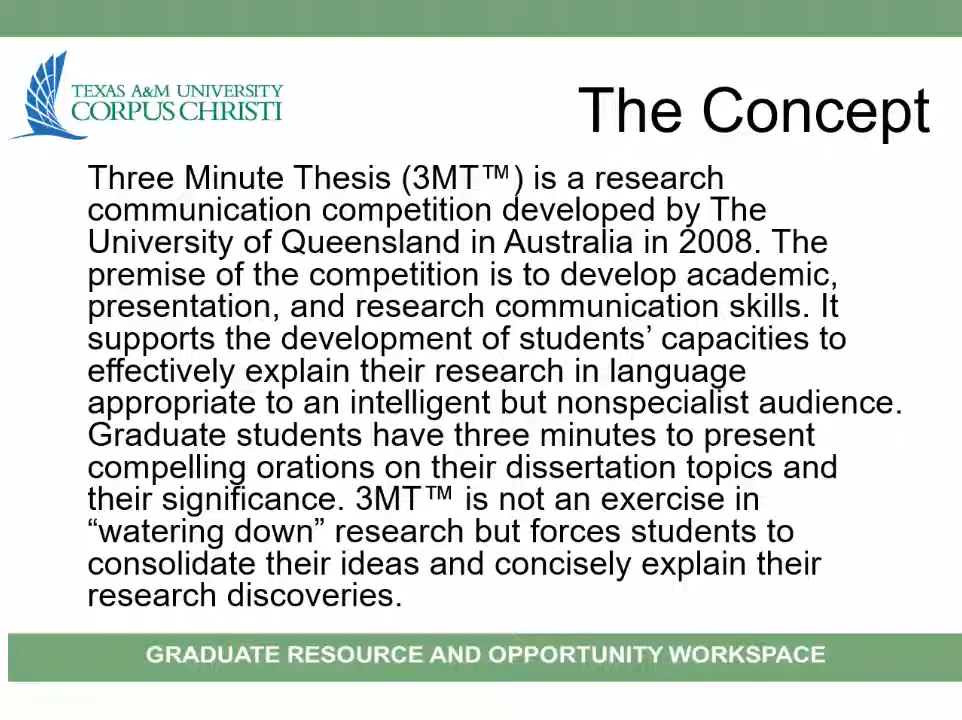 TEXAS A&M UNIVERSITY
CORPUS CHRISTI
The Concept
Three Minute Thesis (3MT™) is a research
communication competition developed by The
University of Queensland in Australia in 2008. The
premise of the competition is to develop academic,
presentation, and research communication skills. It
supports the development of students’ capacities to
effectively explain their research in language
appropriate to an intelligent but nonspecialist audience.
Graduate students have three minutes to present
compelling orations on their dissertation topics and
their significance. 3MT™ is not an exercise in
“watering down” research but forces students to
consolidate their ideas and concisely explain their
research discoveries.
GRADUATE RESOURCE AND OPPORTUNITY WORKSPACE